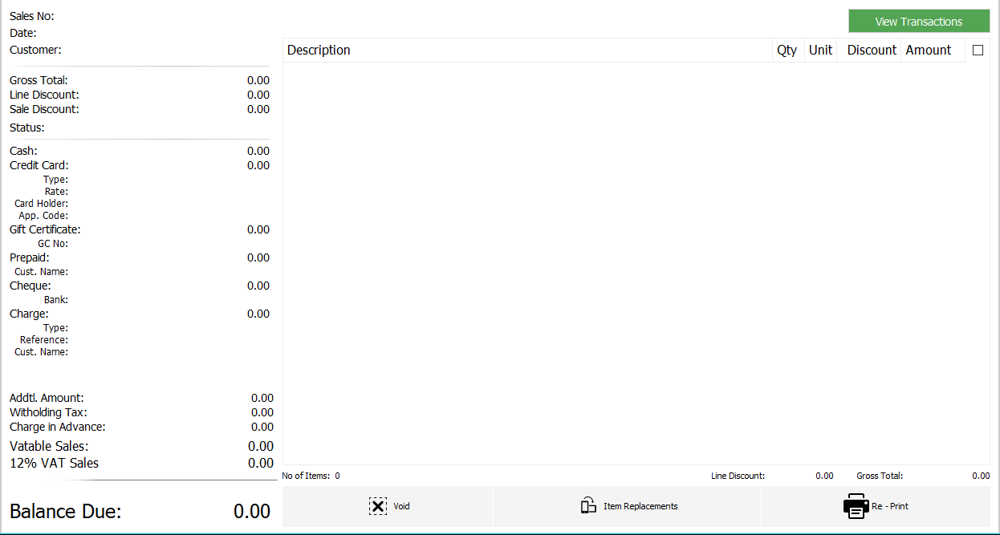 Sales No:
Date:
Customer:
Gross Total: 0.00
Line Discount: 0.00
Sale Discount: 0.00
Status:
Cash: 0.00
Credit Card: 0.00
Type:
Rate:
Card Holder:
App. Code:
Gift Certificate: 0.00
GC No:
Prepaid: 0.00
Cust. Name:
Cheque: 0.00
Bank:
Charge: 0.00
Type:
Reference:
Cust. Name:
Addtl. Amount: 0.00
Witholding Tax: 0.00
Charge in Advance: 0.00
Vatable Sales: 0.00
12% VAT Sales 0.00
Balance Due: 0.00
View Transactions
Description Qty Unit Discount Amount
No of Items: 0 Line Discount: 0.00 Gross Total: 0.00
Void Item Replacements Re - Print